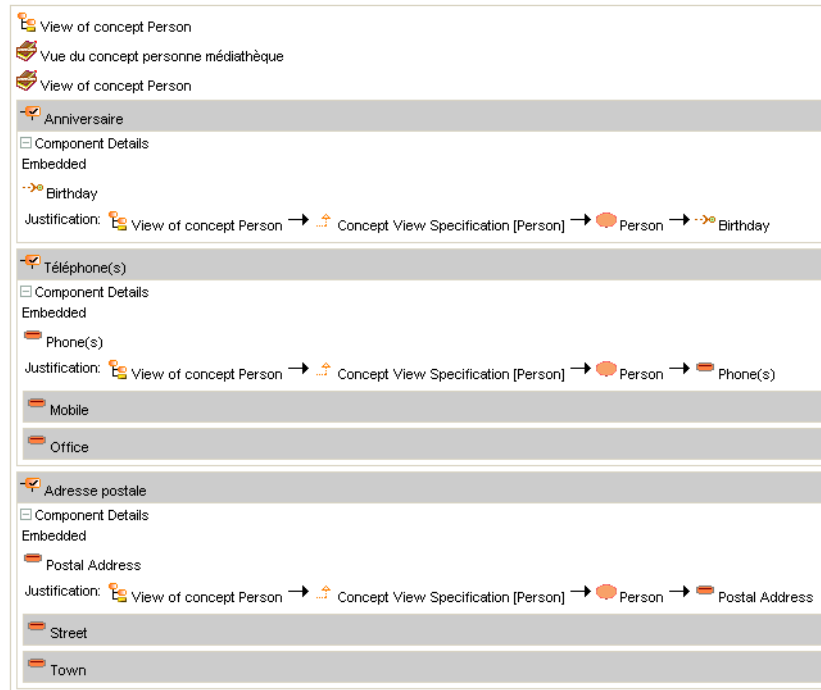 View of concept Person
Vue du concept personne médiathèque
View of concept Person
Anniversaire
Component Details
Embedded
Birthday
Justification: View of concept Person → Concept View Specification [Person] → Person → Birthday
Téléphone(s)
Component Details
Embedded
Phone(s)
Justification: View of concept Person → Concept View Specification [Person] → Person → Phone(s)
Mobile
Office
Adresse postale
Component Details
Embedded
Postal Address
Justification: View of concept Person → Concept View Specification [Person] → Person → Postal Address
Street
Town